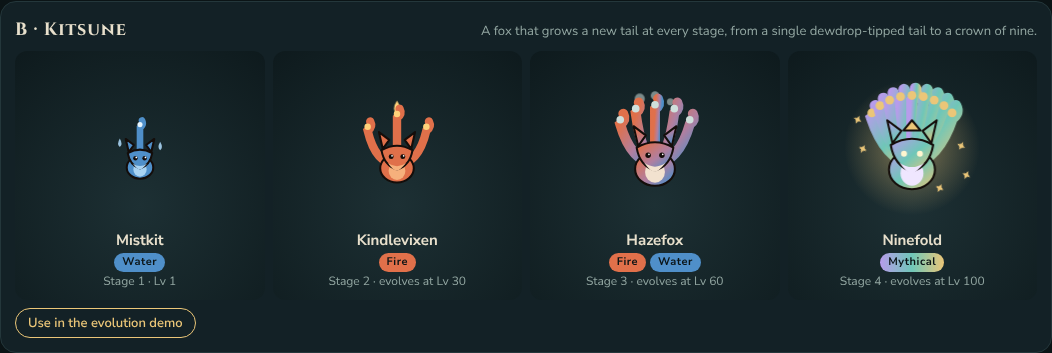 B · Kitsune
A fox that grows a new tail at every stage, from a single dewdrop-tipped tail to a crown of nine.
Mistkit
Water
Stage 1 · Lv 1
Kindlevixen
Fire
Stage 2 · evolves at Lv 30
Hazefox
Fire Water
Stage 3 · evolves at Lv 60
Ninefold
Mythical
Stage 4 · evolves at Lv 100
Use in the evolution demo